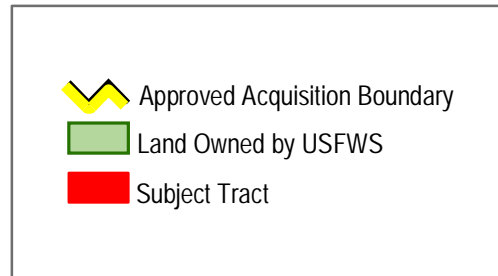 Approved Acquisition Boundary
Land Owned by USFWS
Subject Tract